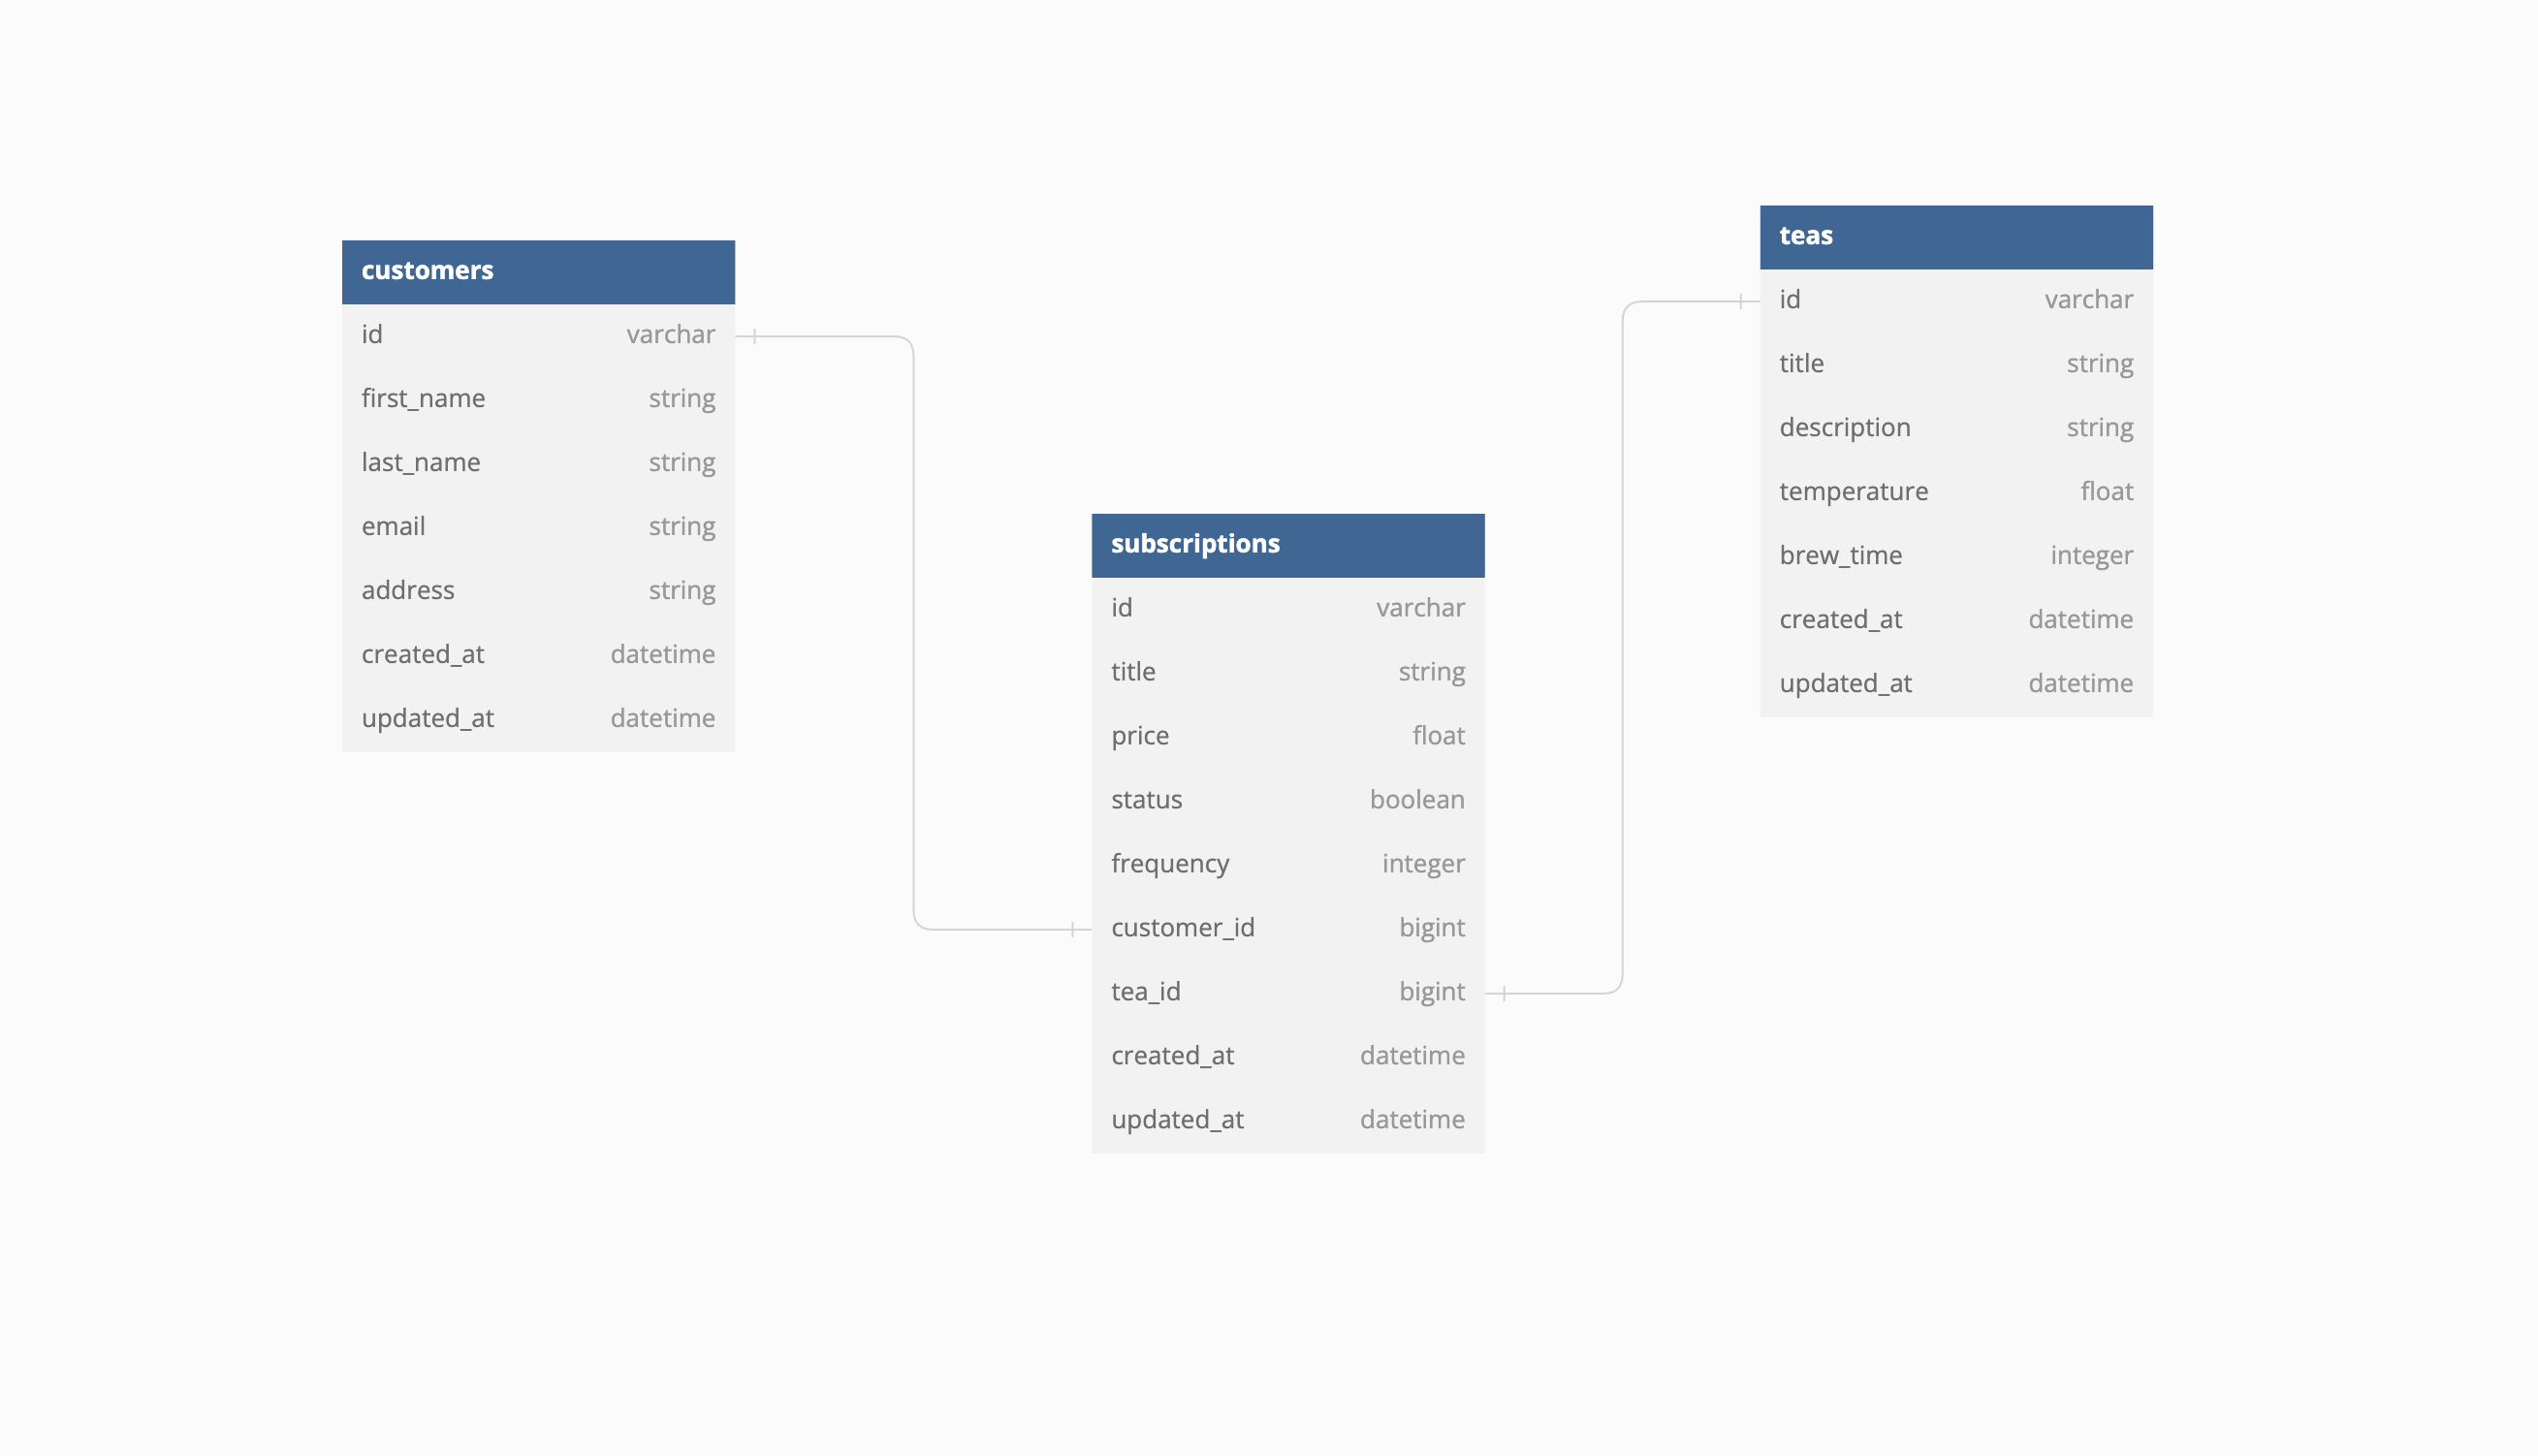 customers
id varchar
first_name string
last_name string
email string
address string
created_at datetime
updated_at datetime
subscriptions
id varchar
title string
price float
status boolean
frequency integer
customer_id bigint
tea_id bigint
created_at datetime
updated_at datetime
teas
id varchar
title string
description string
temperature float
brew_time integer
created_at datetime
updated_at datetime